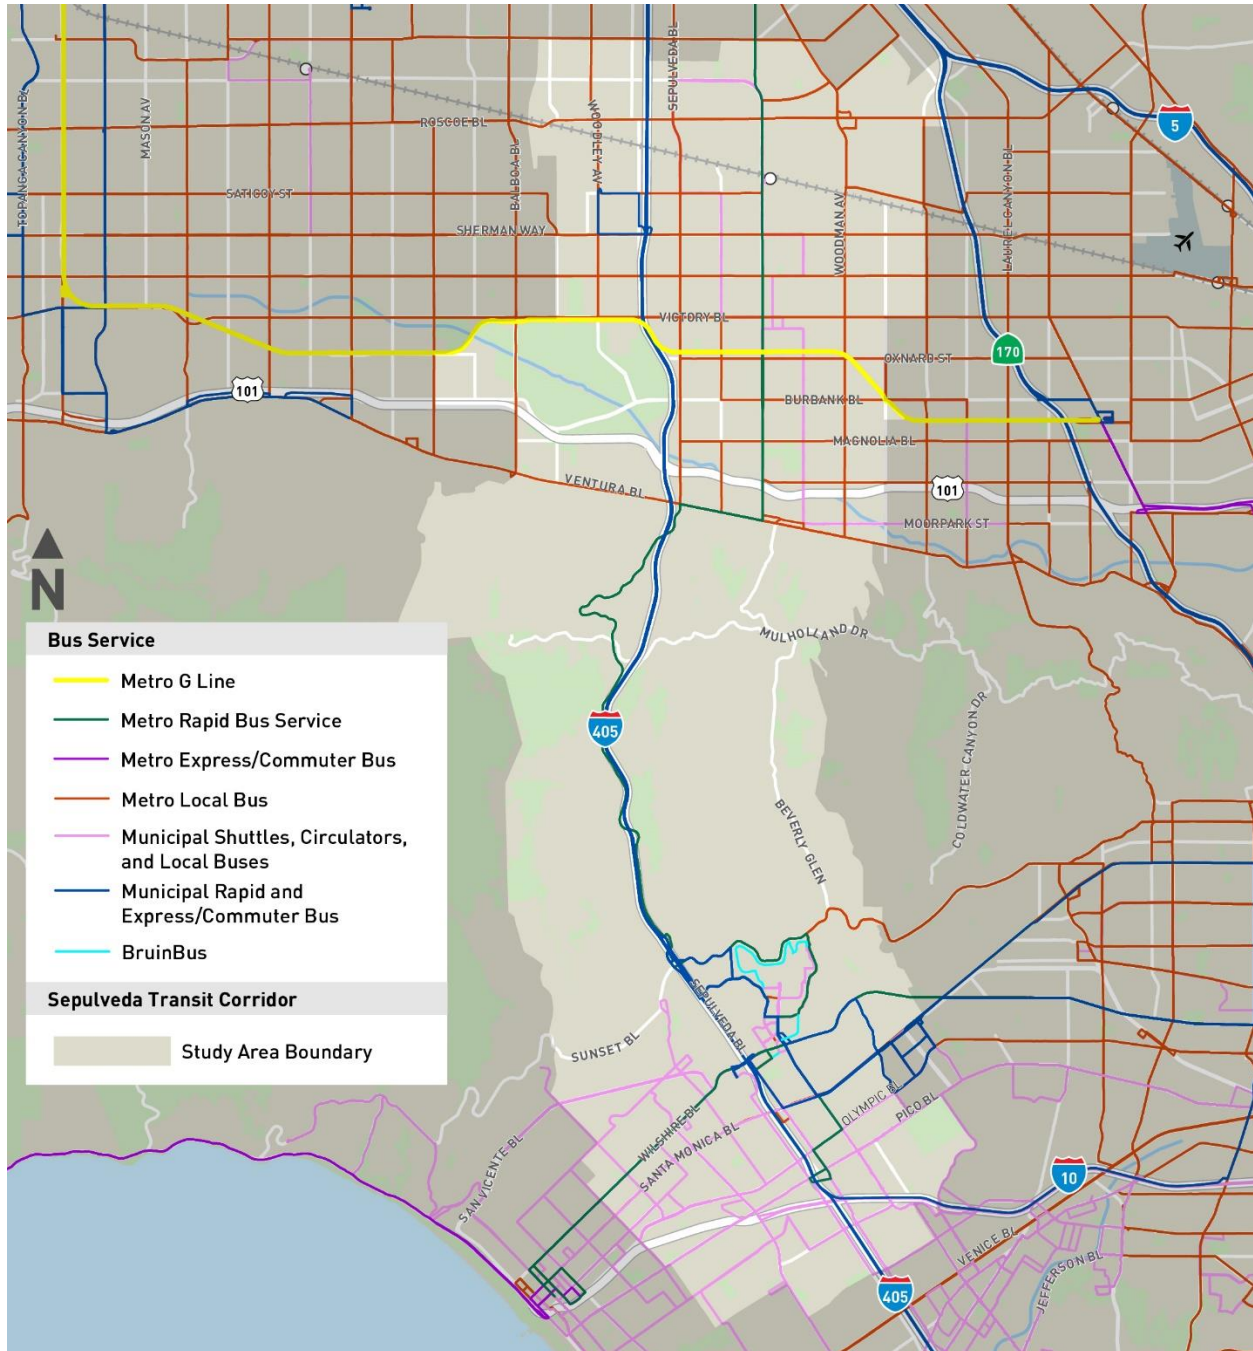 TOPANGA CANYON BL
MASON AV
ROSCOE BL
BALBOA BL
WOODLEY AV
SEPULVEDA BL
SATICOY ST
SHERMAN WAY
WOODMAN AV
LAUREL CANYON BL
5
VICTORY BL
170
OXNARD ST
101
BURBANK BL
MAGNOLIA BL
VENTURA BL
101
MOORPARK ST
N
MULHOLLAND DR
Bus Service
Metro G Line
Metro Rapid Bus Service
Metro Express/Commuter Bus
Metro Local Bus
Municipal Shuttles, Circulators,
and Local Buses
Municipal Rapid and
Express/Commuter Bus
BruinBus
Sepulveda Transit Corridor
Study Area Boundary
405
COLDWATER CANYON DR
BEVERLY GLEN
SEPULVEDA BL
SUNSET BL
WILSHIRE BL
SANTA MONICA BL
OLYMPIC BL
PICO BL
SAN VICENTE BL
10
VENICE BL
JEFFERSON BL
405